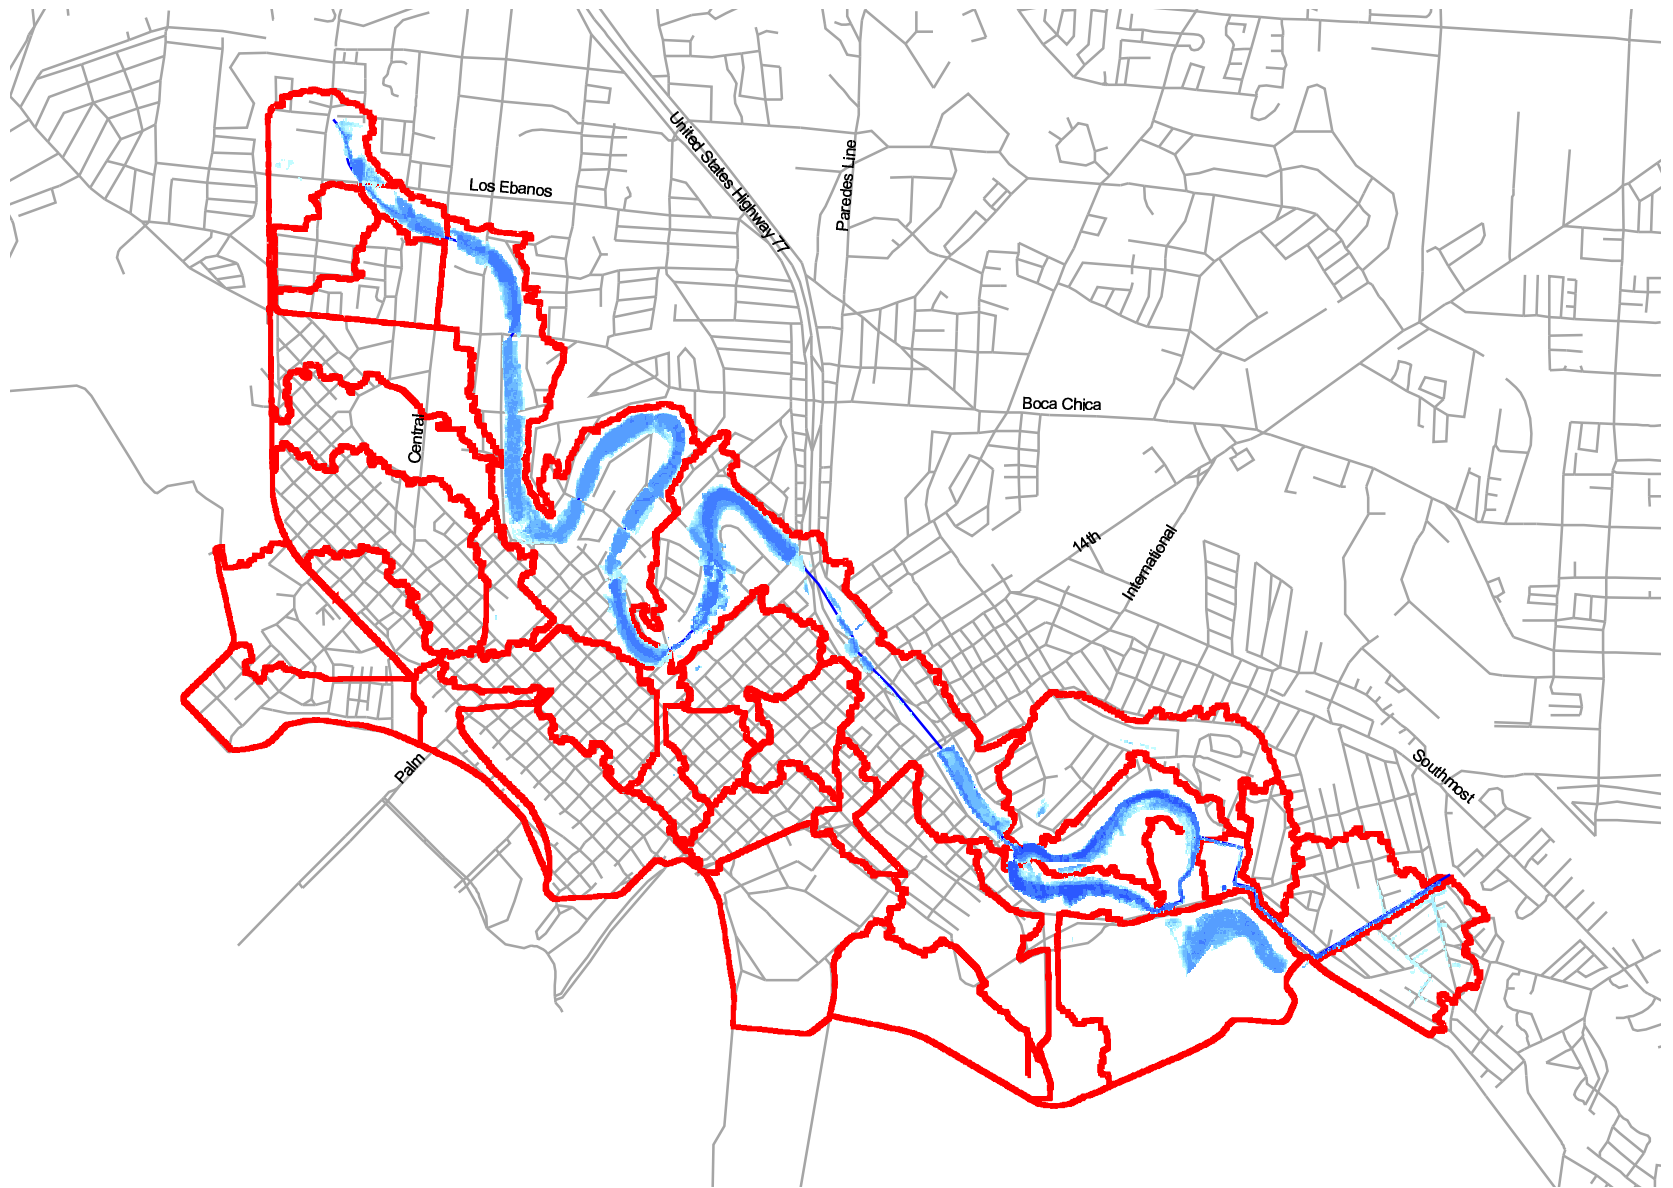 United States Highway 77
Paredes Line
Los Ebanos
Boca Chica
Central
14th
International
Palm
Southmost